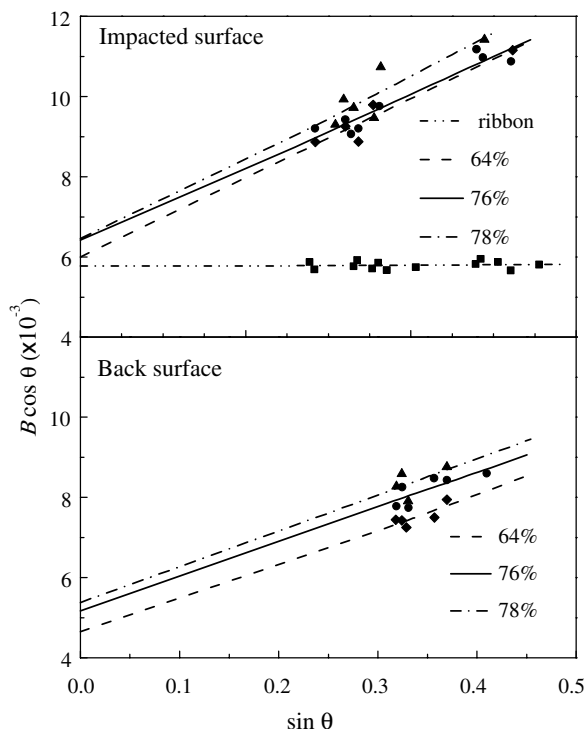 12
Impacted surface
10
ribbon
8
64%
76%
6
78%
4
B cos θ (×10⁻³)
Back surface
8
6
64%
76%
78%
4
0.0 0.1 0.2 0.3 0.4 0.5
sin θ